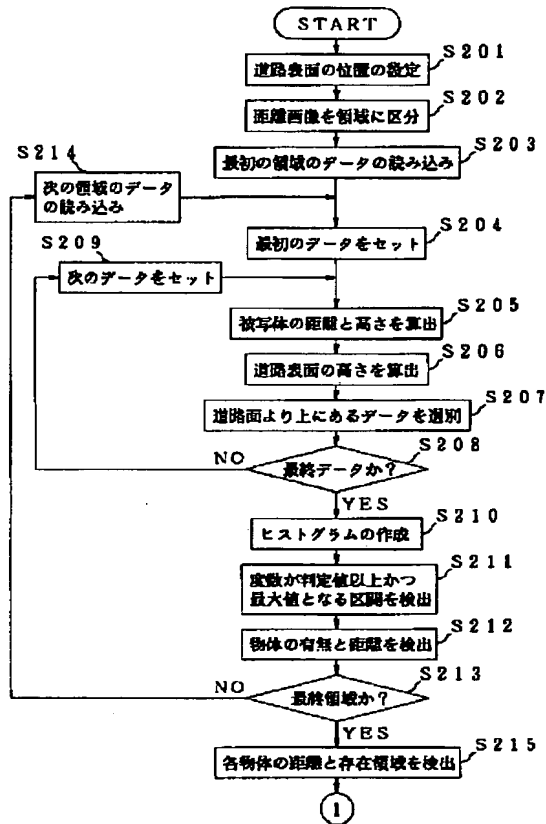 START
S201
道路表面の位置の設定
S202
距離画像を領域に区分
S203
最初の領域のデータの読み込み
S214
次の領域のデータ
の読み込み
S204
最初のデータをセット
S209
次のデータをセット
S205
被写体の距離と高さを算出
S206
道路表面の高さを算出
S207
道路面より上にあるデータを選別
S208
最終データか?
NO
YES
S210
ヒストグラムの作成
S211
度数が判定値以上かつ
最大値となる区間を検出
S212
物体の有無と距離を検出
S213
最終領域か?
NO
YES
S215
各物体の距離と存在領域を検出
1